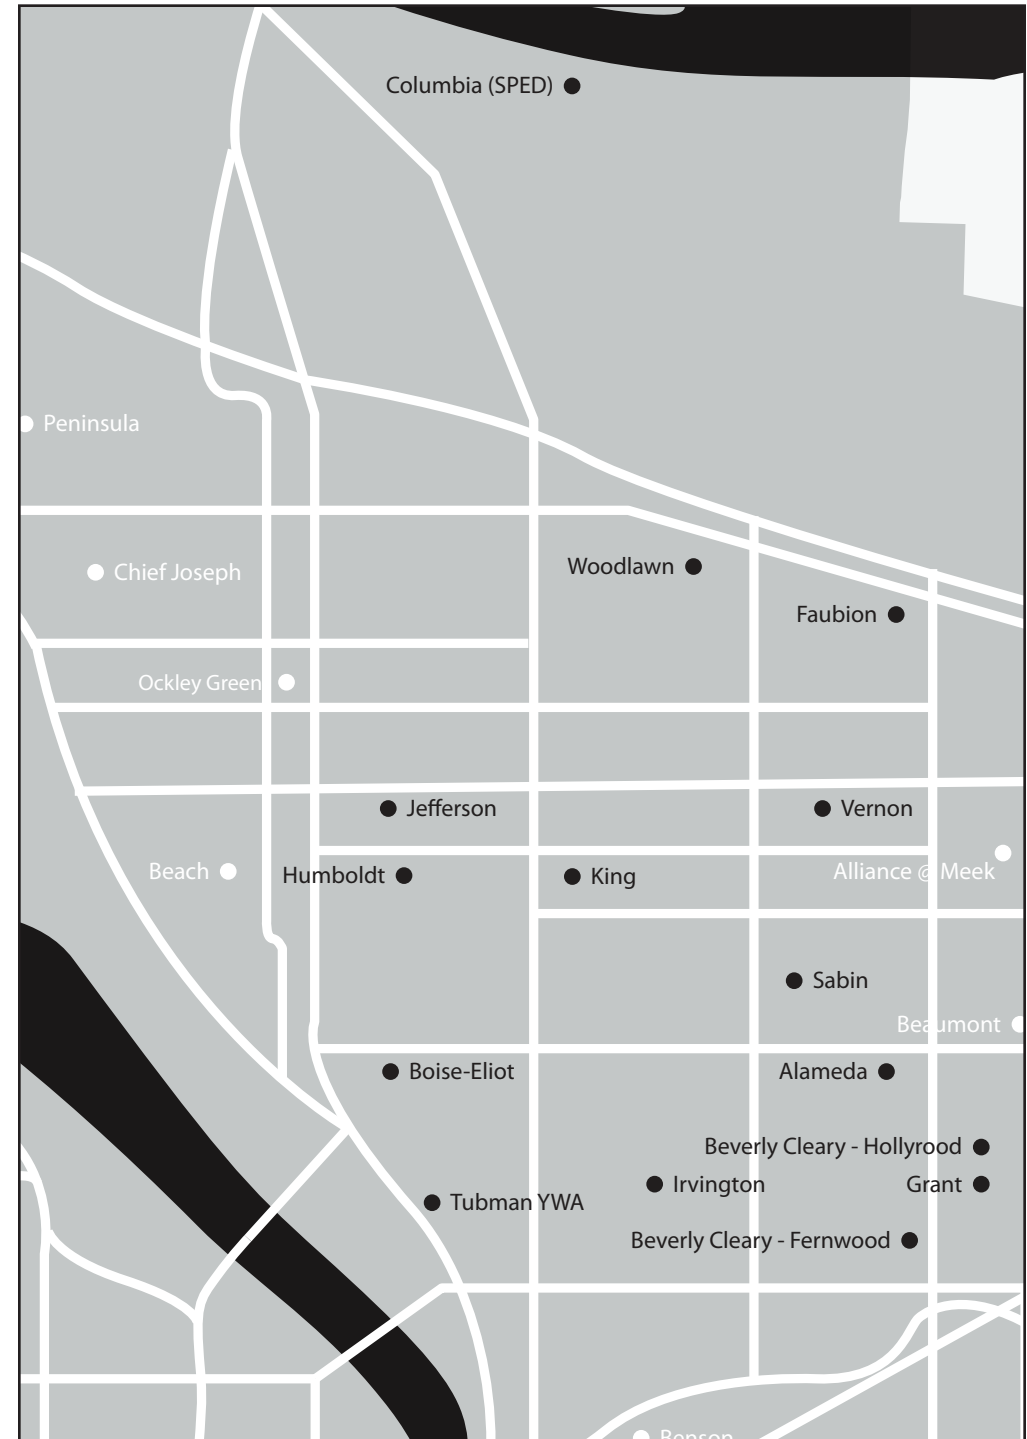 Columbia (SPED)
Peninsula
Woodlawn
Chief Joseph
Faubion
Ockley Green
Jefferson
Vernon
Beach
Humboldt
King
Alliance @ Meek
Sabin
Beaumont
Boise-Eliot
Alameda
Beverly Cleary - Hollyrood
Irvington
Grant
Tubman YWA
Beverly Cleary - Fernwood
Benson